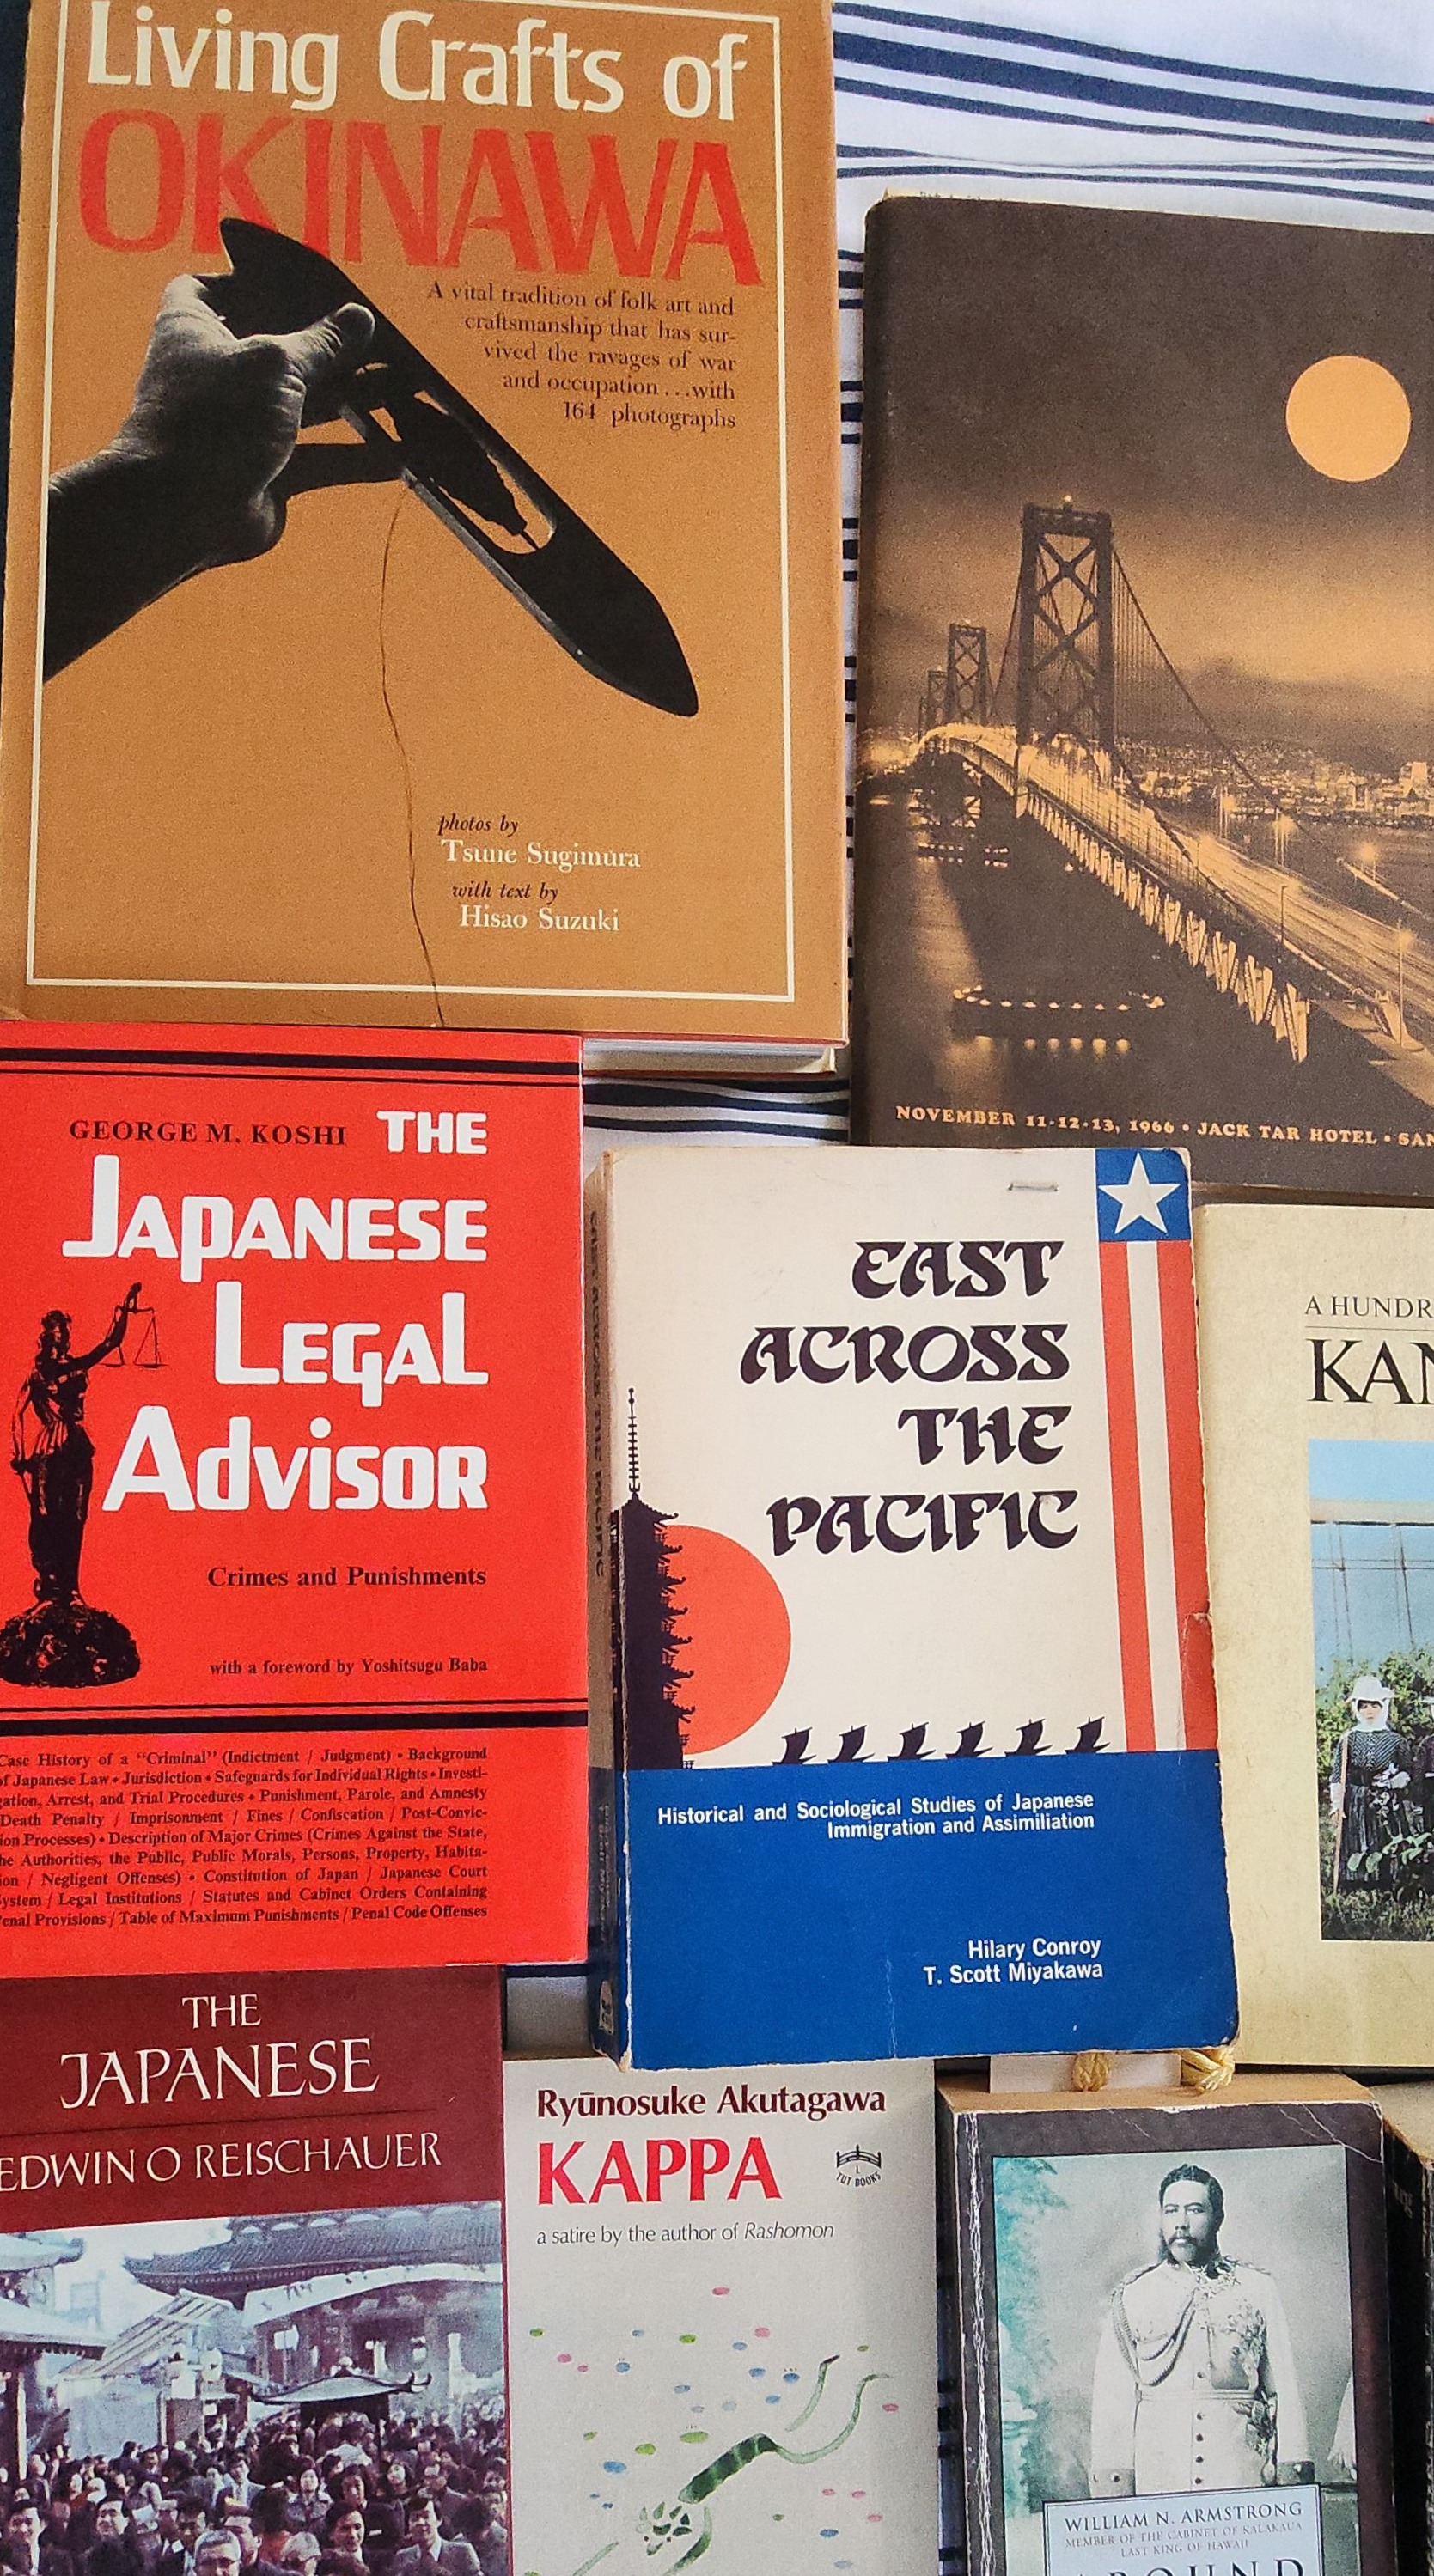 Living Crafts of
OKINAWA
A vital tradition of folk art and
craftsmanship that has sur-
vived the ravages of war
and occupation...with
164 photographs
photos by
Tsune Sugimura
with text by
Hisao Suzuki
NOVEMBER 11-12-13, 1966 • JACK TAR HOTEL • SAN
GEORGE M. KOSHI
THE
JAPANESE
LEGAL
ADVISOR
Crimes and Punishments
with a foreword by Yoshitsugu Baba
Case History of a "Criminal" (Indictment / Judgment) • Background
of Japanese Law • Jurisdiction • Safeguards for Individual Rights • Investi-
gation, Arrest, and Trial Procedures • Punishment, Parole, and Amnesty
Death Penalty / Imprisonment / Fines / Confiscation / Post-Convic-
ion Processes) • Description of Major Crimes (Crimes Against the State,
he Authorities, the Public, Public Morals, Persons, Property, Habita-
ion / Negligent Offenses) • Constitution of Japan / Japanese Court
System / Legal Institutions / Statutes and Cabinet Orders Containing
Penal Provisions / Table of Maximum Punishments / Penal Code Offenses
EAST
ACROSS
THE
PACIFIC
Historical and Sociological Studies of Japanese
Immigration and Assimiliation
Hilary Conroy
T. Scott Miyakawa
EAST ACROSS THE PACIFIC
A HUNDR
KAN
THE
JAPANESE
EDWIN O REISCHAUER
Ryūnosuke Akutagawa
KAPPA
L
TUT BOOKS
a satire by the author of Rashomon
WILLIAM N. ARMSTRONG
MEMBER OF THE CABINET OF KALAKAUA
LAST KING OF HAWAII
AROUND